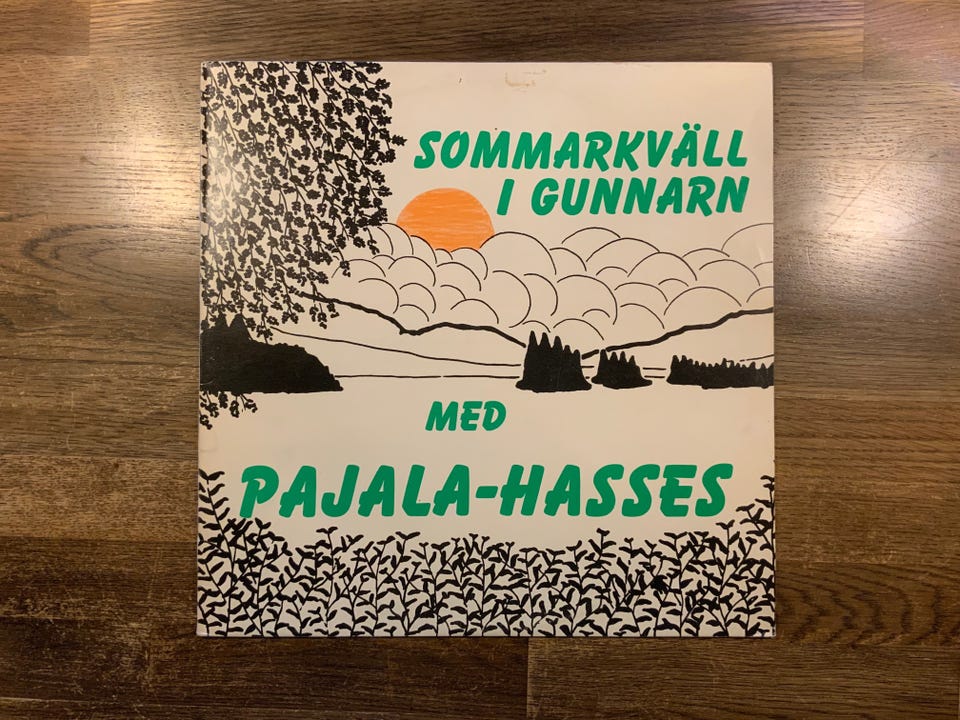 SOMMARKVÄLL
I GUNNARN
MED
PAJALA-HASSES